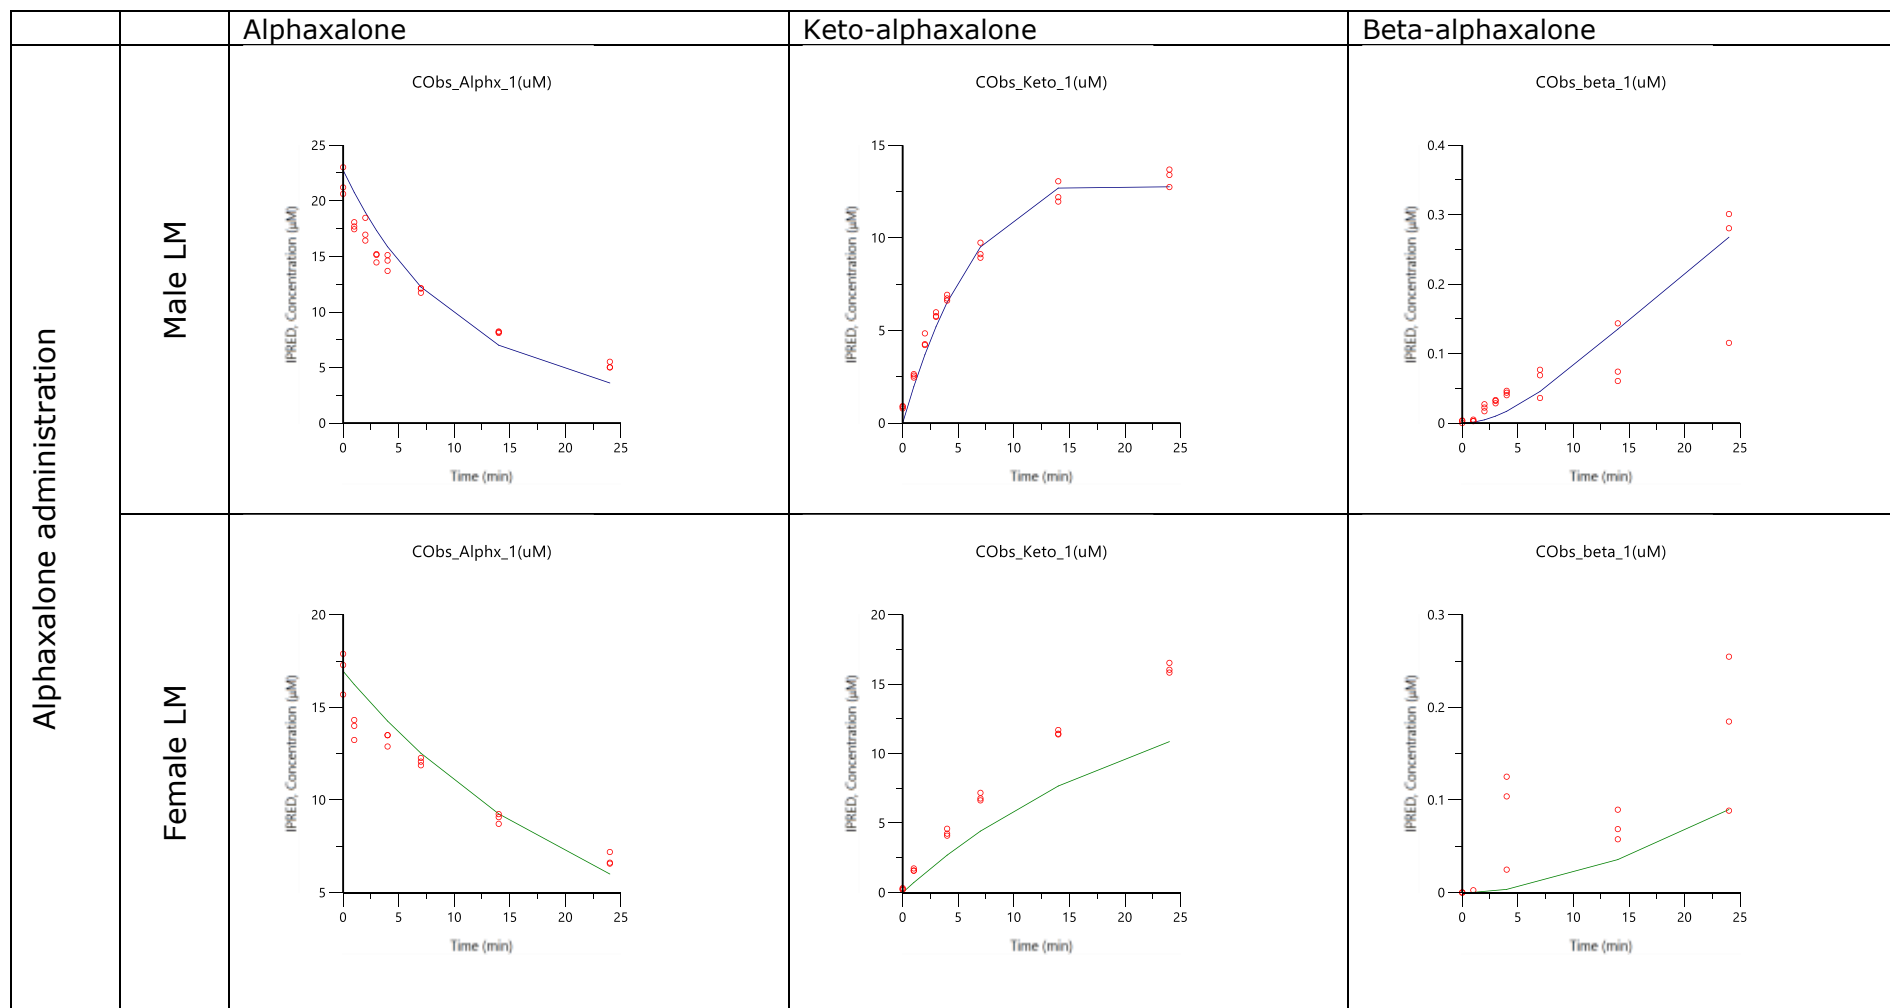 Alphaxalone Keto-alphaxalone Beta-alphaxalone
Alphaxalone administration
Male LM
CObs_Alphx_1(uM)
IPRED, Concentration (µM)
25
20
15
10
5
0
0 5 10 15 20 25
Time (min)
CObs_Keto_1(uM)
IPRED, Concentration (µM)
15
10
5
0
0 5 10 15 20 25
Time (min)
CObs_beta_1(uM)
IPRED, Concentration (µM)
0.4
0.3
0.2
0.1
0
0 5 10 15 20 25
Time (min)
Female LM
CObs_Alphx_1(uM)
IPRED, Concentration (µM)
20
15
10
5
0 5 10 15 20 25
Time (min)
CObs_Keto_1(uM)
IPRED, Concentration (µM)
20
15
10
5
0
0 5 10 15 20 25
Time (min)
CObs_beta_1(uM)
IPRED, Concentration (µM)
0.3
0.2
0.1
0
0 5 10 15 20 25
Time (min)